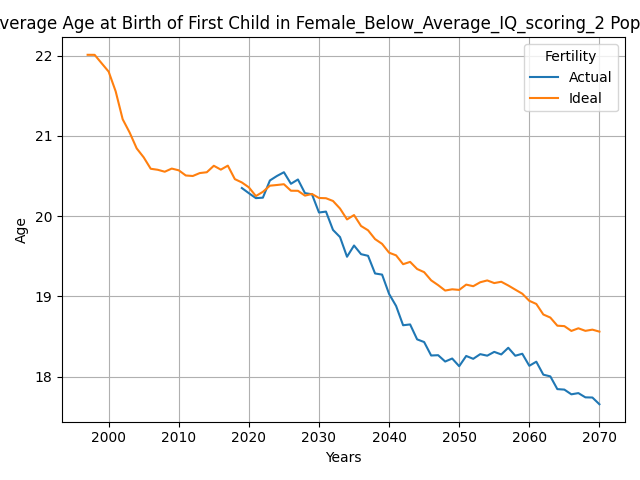 verage Age at Birth of First Child in Female_Below_Average_IQ_scoring_2 Pop
Fertility
Actual
Ideal
Age
22
21
20
19
18
2000 2010 2020 2030 2040 2050 2060 2070
Years